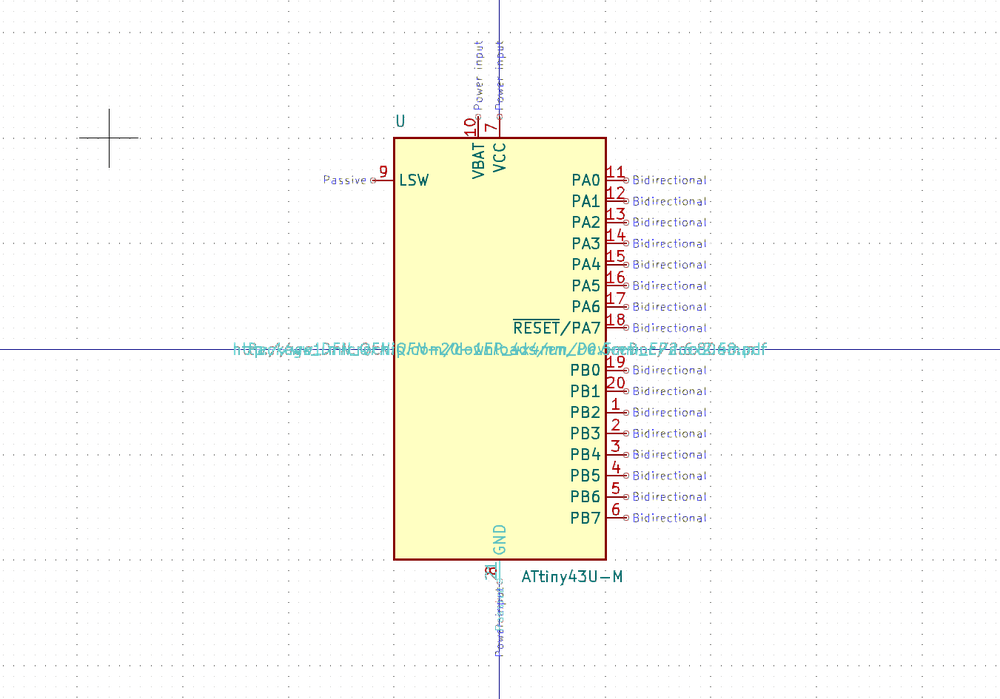 Power input
Power input
U
10
7
VBAT
VCC
Passive 9 LSW
PA0 11 Bidirectional
PA1 12 Bidirectional
PA2 13 Bidirectional
PA3 14 Bidirectional
PA4 15 Bidirectional
PA5 16 Bidirectional
PA6 17 Bidirectional
RESET/PA7 18 Bidirectional
PB0 19 Bidirectional
PB1 20 Bidirectional
PB2 1 Bidirectional
PB3 2 Bidirectional
PB4 3 Bidirectional
PB5 4 Bidirectional
PB6 5 Bidirectional
PB7 6 Bidirectional
GND
ATtiny43U-M